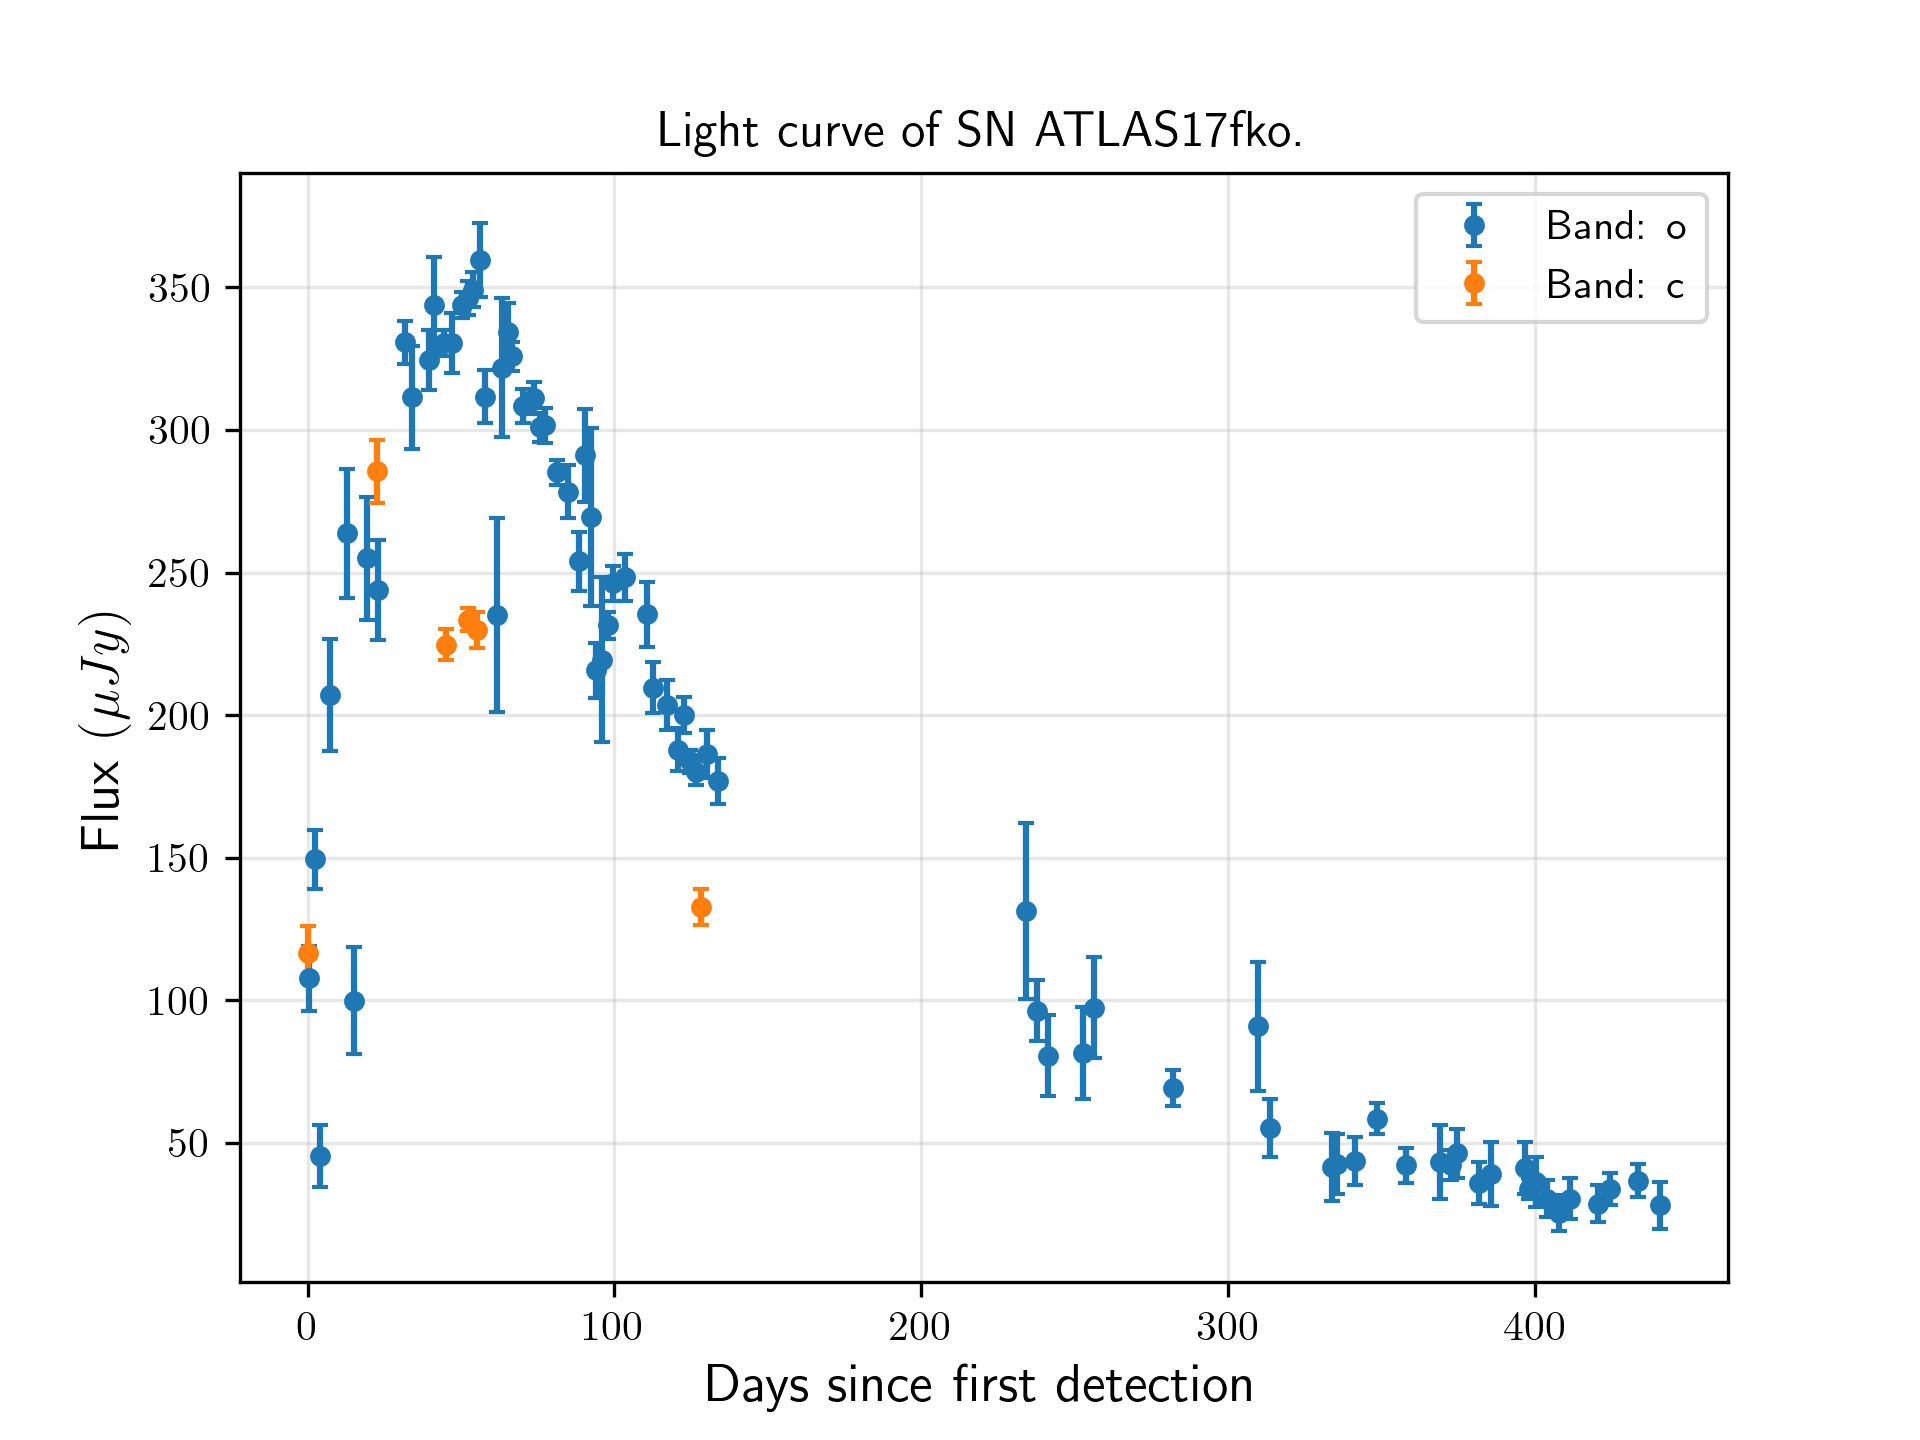 Light curve of SN ATLAS17fko.
Band: o
Band: c
Flux (μJy)
350
300
250
200
150
100
50
0 100 200 300 400
Days since first detection